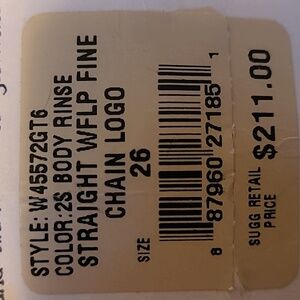 STYLE: W45572GT6
COLOR:2S BODY RINSE
STRAIGHT W/FLP FINE
CHAIN LOGO
SIZE 26
8 87960 27185 1
SUGG RETAIL PRICE $211.00